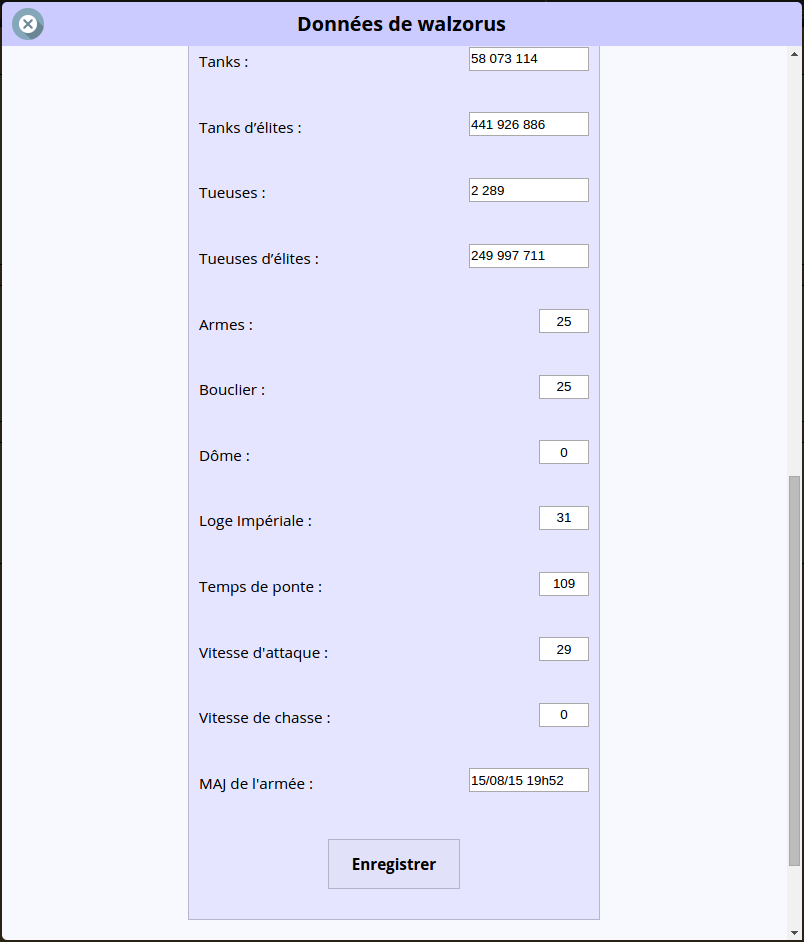 Données de walzorus
Tanks : 58 073 114
Tanks d’élites : 441 926 886
Tueuses : 2 289
Tueuses d’élites : 249 997 711
Armes : 25
Bouclier : 25
Dôme : 0
Loge Impériale : 31
Temps de ponte : 109
Vitesse d'attaque : 29
Vitesse de chasse : 0
MAJ de l'armée : 15/08/15 19h52
Enregistrer